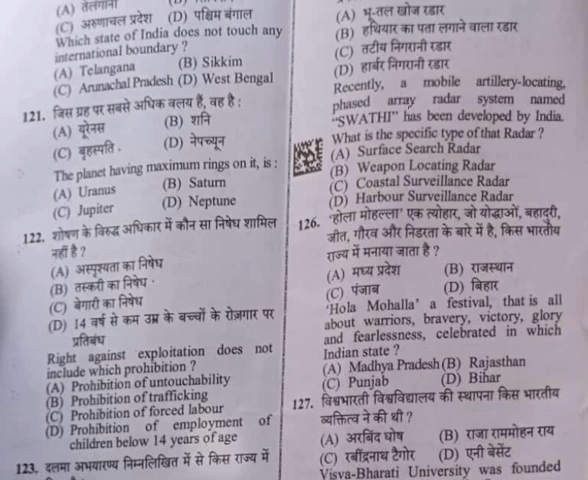 (A) तेलंगाना
(C) अरुणाचल प्रदेश (D) पश्चिम बंगाल
Which state of India does not touch any
international boundary ?
(A) Telangana (B) Sikkim
(C) Arunachal Pradesh (D) West Bengal
121. जिस ग्रह पर सबसे अधिक वलय हैं, वह है :
(A) यूरेनस (B) शनि
(C) बृहस्पति . (D) नेपच्यून
The planet having maximum rings on it, is :
(A) Uranus (B) Saturn
(C) Jupiter (D) Neptune
122. शोषण के विरुद्ध अधिकार में कौन सा निषेध शामिल
नहीं है ?
(A) अस्पृश्यता का निषेध
(B) तस्करी का निषेध
(C) बेगारी का निषेध
(D) 14 वर्ष से कम उम्र के बच्चों के रोज़गार पर
प्रतिबंध
Right against exploitation does not
include which prohibition ?
(A) Prohibition of untouchability
(B) Prohibition of trafficking
(C) Prohibition of forced labour
(D) Prohibition of employment of
children below 14 years of age
123. दलमा अभयारण्य निम्नलिखित में से किस राज्य में
(A) भू-तल खोज रडार
(B) हथियार का पता लगाने वाला रडार
(C) तटीय निगरानी रडार
(D) हार्बर निगरानी रडार
Recently, a mobile artillery-locating,
phased array radar system named
“SWATHI” has been developed by India.
What is the specific type of that Radar ?
(A) Surface Search Radar
(B) Weapon Locating Radar
(C) Coastal Surveillance Radar
(D) Harbour Surveillance Radar
126. ‘होला मोहल्ला’ एक त्योहार, जो योद्धाओं, बहादुरी,
जीत, गौरव और निडरता के बारे में है, किस भारतीय
राज्य में मनाया जाता है ?
(A) मध्य प्रदेश (B) राजस्थान
(C) पंजाब (D) बिहार
‘Hola Mohalla’ a festival, that is all
about warriors, bravery, victory, glory
and fearlessness, celebrated in which
Indian state ?
(A) Madhya Pradesh (B) Rajasthan
(C) Punjab (D) Bihar
127. विश्वभारती विश्वविद्यालय की स्थापना किस भारतीय
व्यक्तित्व ने की थी ?
(A) अरबिंद घोष (B) राजा राममोहन राय
(C) रबींद्रनाथ टैगोर (D) एनी बेसेंट
Visva-Bharati University was founded